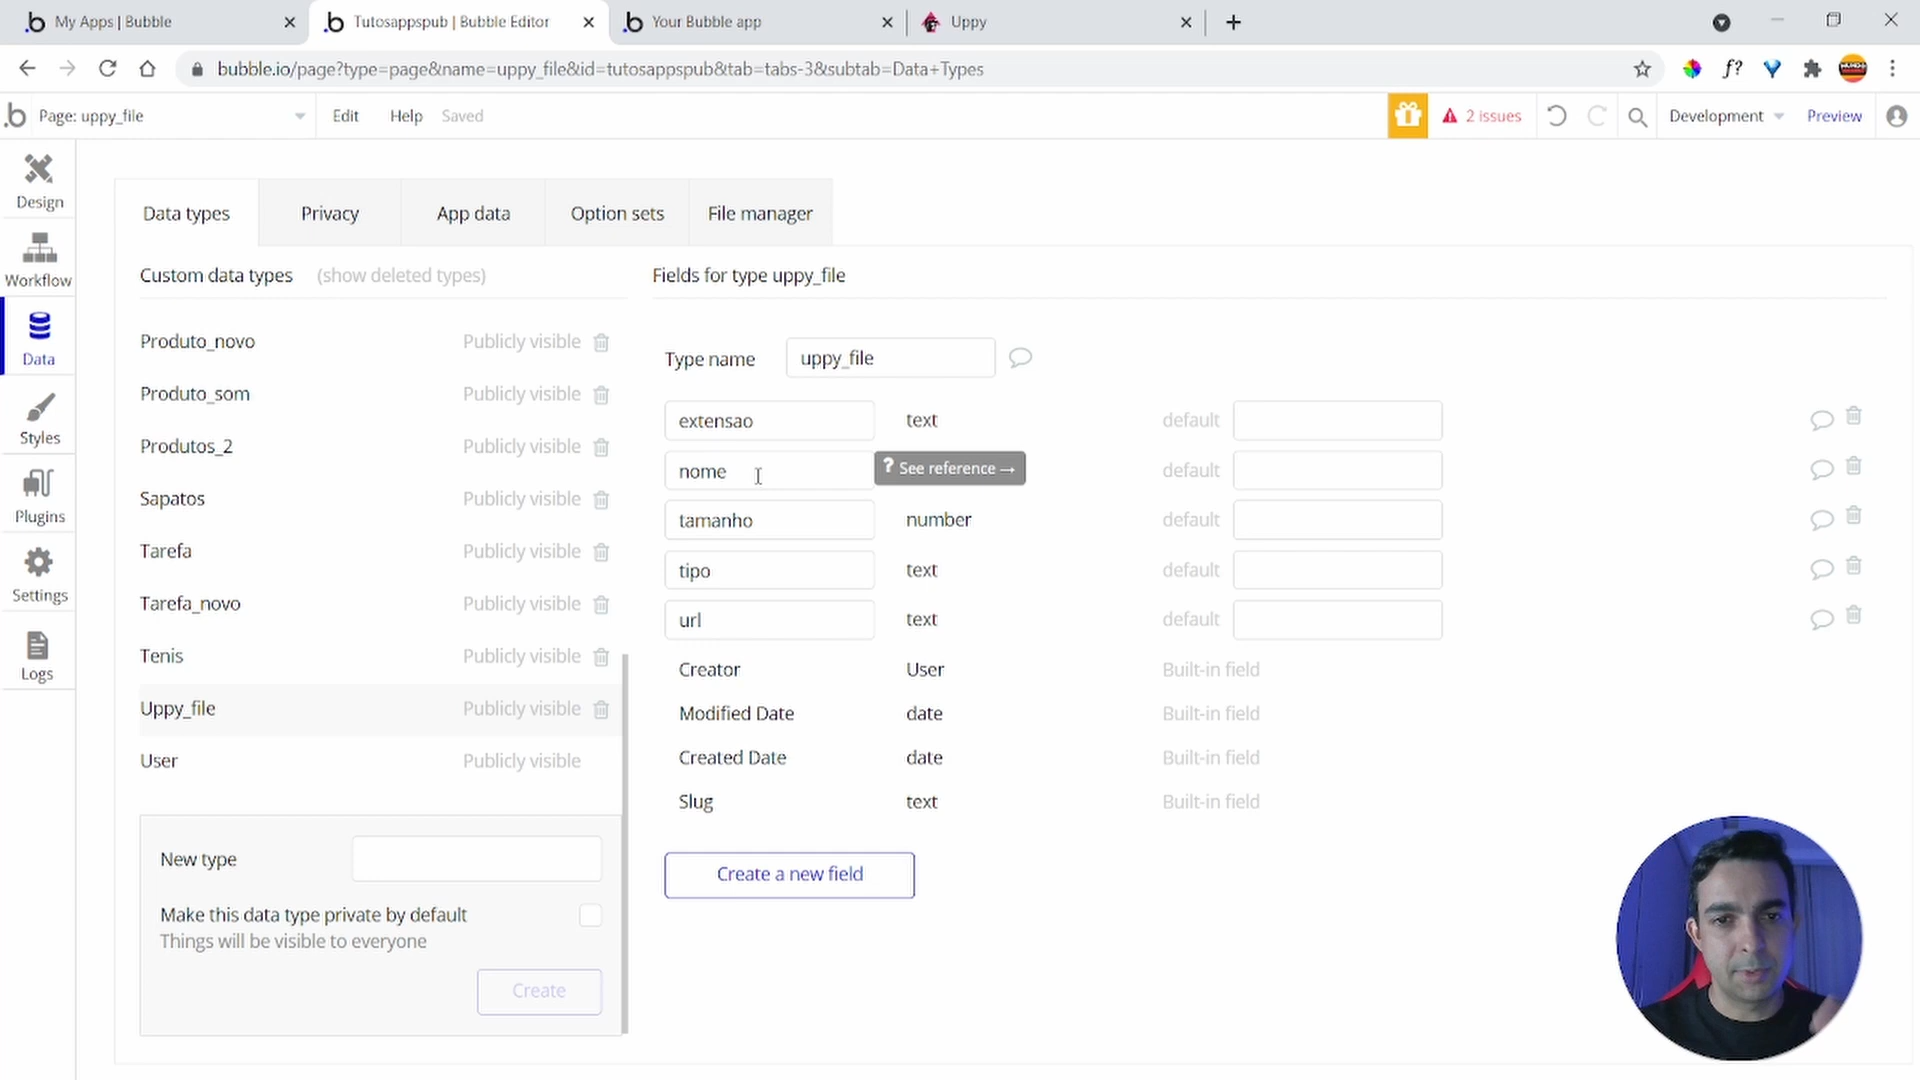 My Apps | Bubble
Tutosappspub | Bubble Editor
Your Bubble app
Uppy
bubble.io/page?type=page&name=uppy_file&id=tutosappspub&tab=tabs-3&subtab=Data+Types
f?
Page: uppy_file
Edit
Help
Saved
2 issues
Development
Preview
Design
Workflow
Data
Styles
Plugins
Settings
Logs
Data types
Privacy
App data
Option sets
File manager
Custom data types
(show deleted types)
Produto_novo Publicly visible
Produto_som Publicly visible
Produtos_2 Publicly visible
Sapatos Publicly visible
Tarefa Publicly visible
Tarefa_novo Publicly visible
Tenis Publicly visible
Uppy_file Publicly visible
User Publicly visible
New type
Make this data type private by default
Things will be visible to everyone
Create
Fields for type uppy_file
Type name uppy_file
extensao text default
nome ? See reference → default
tamanho number default
tipo text default
url text default
Creator User Built-in field
Modified Date date Built-in field
Created Date date Built-in field
Slug text Built-in field
Create a new field